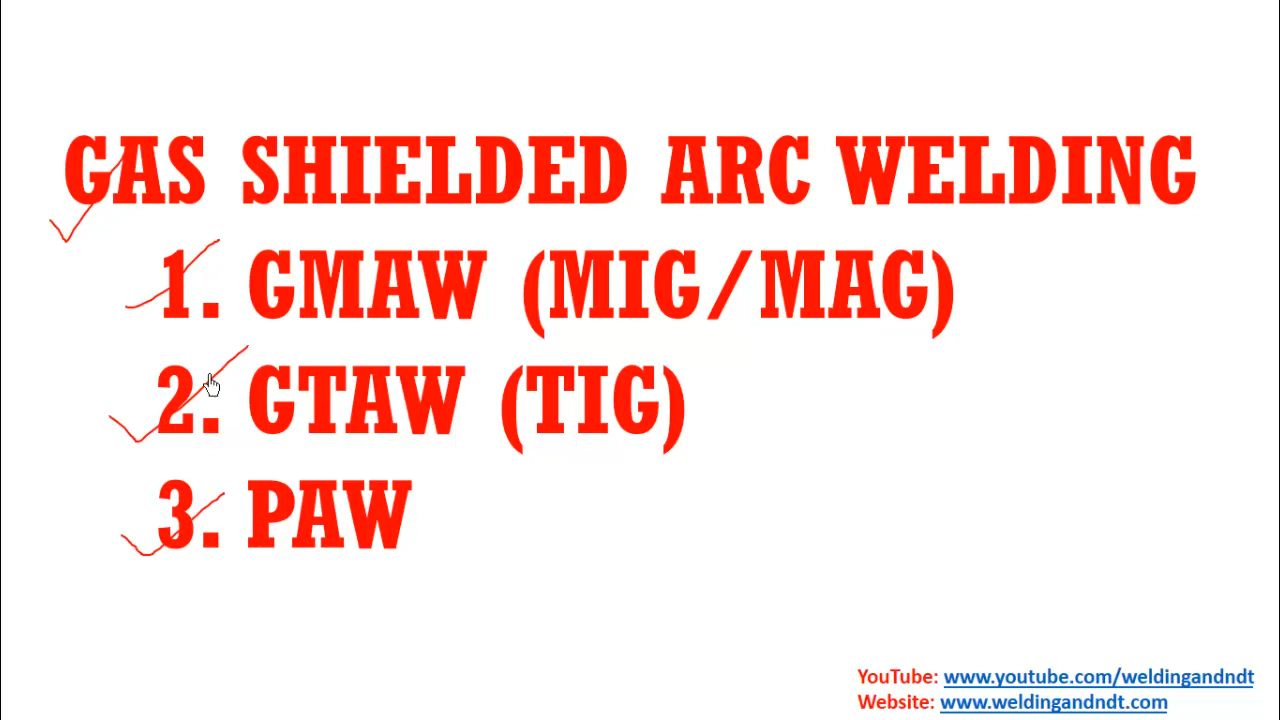 GAS SHIELDED ARC WELDING
1. GMAW (MIG/MAG)
2. GTAW (TIG)
3. PAW
YouTube: www.youtube.com/weldingandndt
Website: www.weldingandndt.com